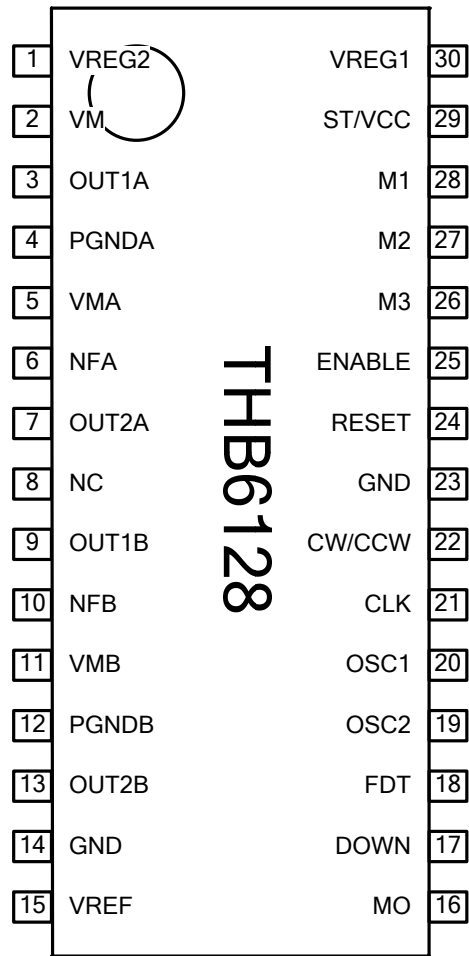 1 VREG2 VREG1 30
2 VM ST/VCC 29
3 OUT1A M1 28
4 PGNDA M2 27
5 VMA M3 26
6 NFA ENABLE 25
7 OUT2A RESET 24
8 NC GND 23
9 OUT1B CW/CCW 22
10 NFB CLK 21
11 VMB OSC1 20
12 PGNDB OSC2 19
13 OUT2B FDT 18
14 GND DOWN 17
15 VREF MO 16
THB6128